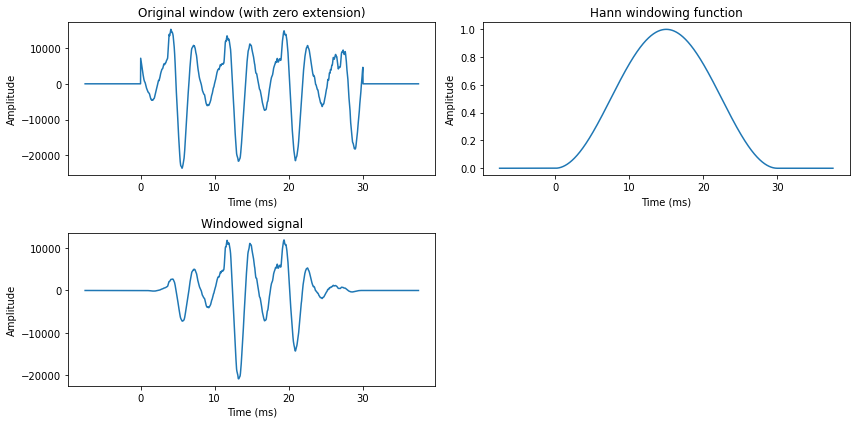 Original window (with zero extension)
Amplitude
10000
0
−10000
−20000
0
10
20
30
Time (ms)
Hann windowing function
Amplitude
1.0
0.8
0.6
0.4
0.2
0.0
0
10
20
30
Time (ms)
Windowed signal
Amplitude
10000
0
−10000
−20000
0
10
20
30
Time (ms)